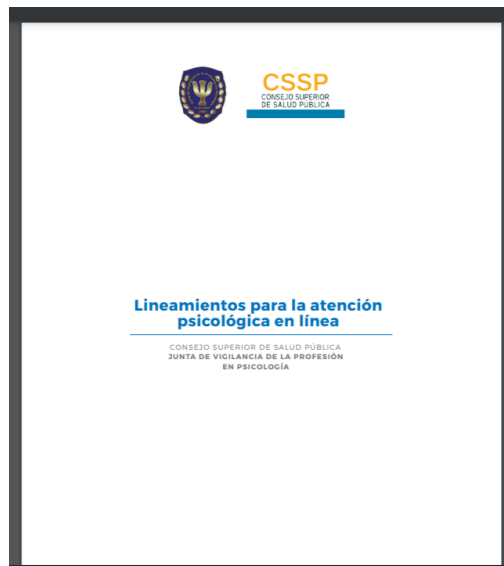 CSSP
CONSEJO SUPERIOR
DE SALUD PÚBLICA
Lineamientos para la atención
psicológica en línea
CONSEJO SUPERIOR DE SALUD PÚBLICA
JUNTA DE VIGILANCIA DE LA PROFESIÓN
EN PSICOLOGÍA